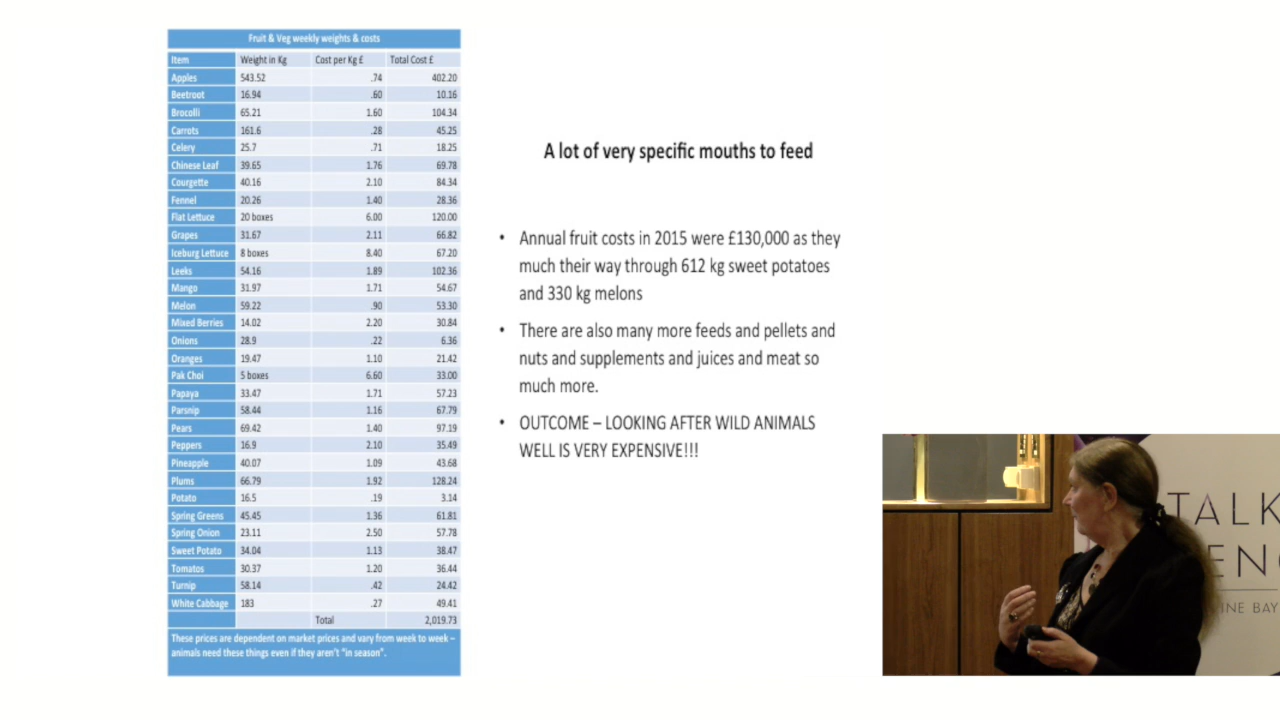 Fruit & Veg weekly weights & costs
Item Weight in Kg Cost per Kg £ Total Cost £
Apples 543.52 .74 402.20
Beetroot 16.94 .60 10.16
Brocolli 65.21 1.60 104.34
Carrots 161.6 .28 45.25
Celery 25.7 .71 18.25
Chinese Leaf 39.65 1.76 69.78
Courgette 40.16 2.10 84.34
Fennel 20.26 1.40 28.36
Flat Lettuce 20 boxes 6.00 120.00
Grapes 31.67 2.11 66.82
Iceburg Lettuce 8 boxes 8.40 67.20
Leeks 54.16 1.89 102.36
Mango 31.97 1.71 54.67
Melon 59.22 .90 53.30
Mixed Berries 14.02 2.20 30.84
Onions 28.9 .22 6.36
Oranges 19.47 1.10 21.42
Pak Choi 5 boxes 6.60 33.00
Papaya 33.47 1.71 57.23
Parsnip 58.44 1.16 67.79
Pears 69.42 1.40 97.19
Peppers 16.9 2.10 35.49
Pineapple 40.07 1.09 43.68
Plums 66.79 1.92 128.24
Potato 16.5 .19 3.14
Spring Greens 45.45 1.36 61.81
Spring Onion 23.11 2.50 57.78
Sweet Potato 34.04 1.13 38.47
Tomatos 30.37 1.20 36.44
Turnip 58.14 .42 24.42
White Cabbage 183 .27 49.41
Total 2,019.73
These prices are dependent on market prices and vary from week to week –
animals need these things even if they aren't "in season".
A lot of very specific mouths to feed
• Annual fruit costs in 2015 were £130,000 as they
much their way through 612 kg sweet potatoes
and 330 kg melons
• There are also many more feeds and pellets and
nuts and supplements and juices and meat so
much more.
• OUTCOME – LOOKING AFTER WILD ANIMALS
WELL IS VERY EXPENSIVE!!!
TALK
ENC
INE BAY